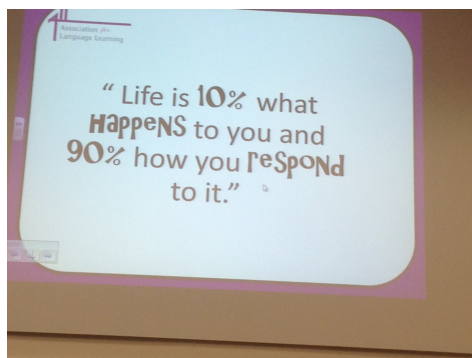 Association for
Language Learning
“ Life is 10% what
HappeNS to you and
90% how you reSpoNd
to it.”